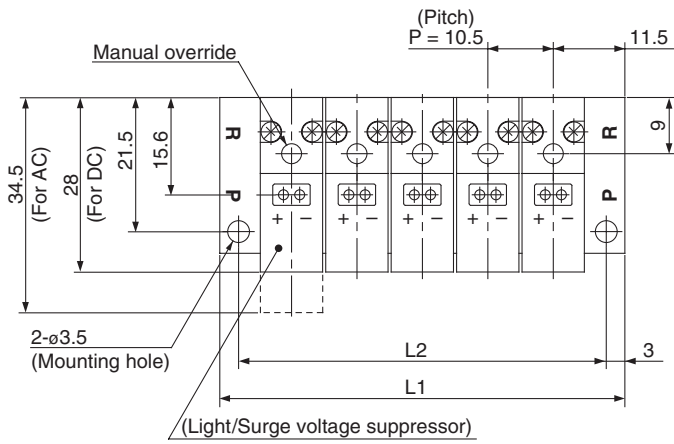 (Pitch)
P = 10.5
11.5
Manual override
R
R
9
34.5
(For AC)
28
(For DC)
21.5
15.6
P
P
+ −
+ −
+ −
+ −
+ −
2-ø3.5
(Mounting hole)
L2
3
L1
(Light/Surge voltage suppressor)